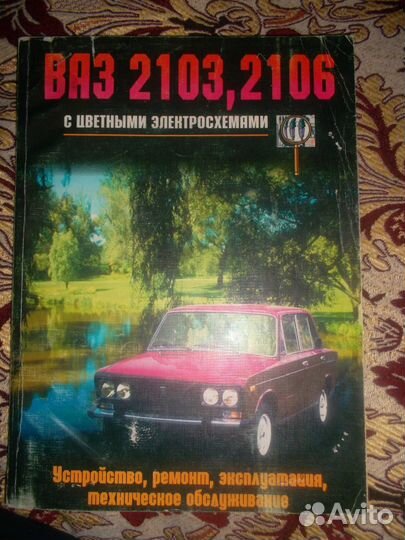 ВАЗ 2103,2106
С ЦВЕТНЫМИ ЭЛЕКТРОСХЕМАМИ
Устройство, ремонт, эксплуатация,
техническое обслуживание
Avito